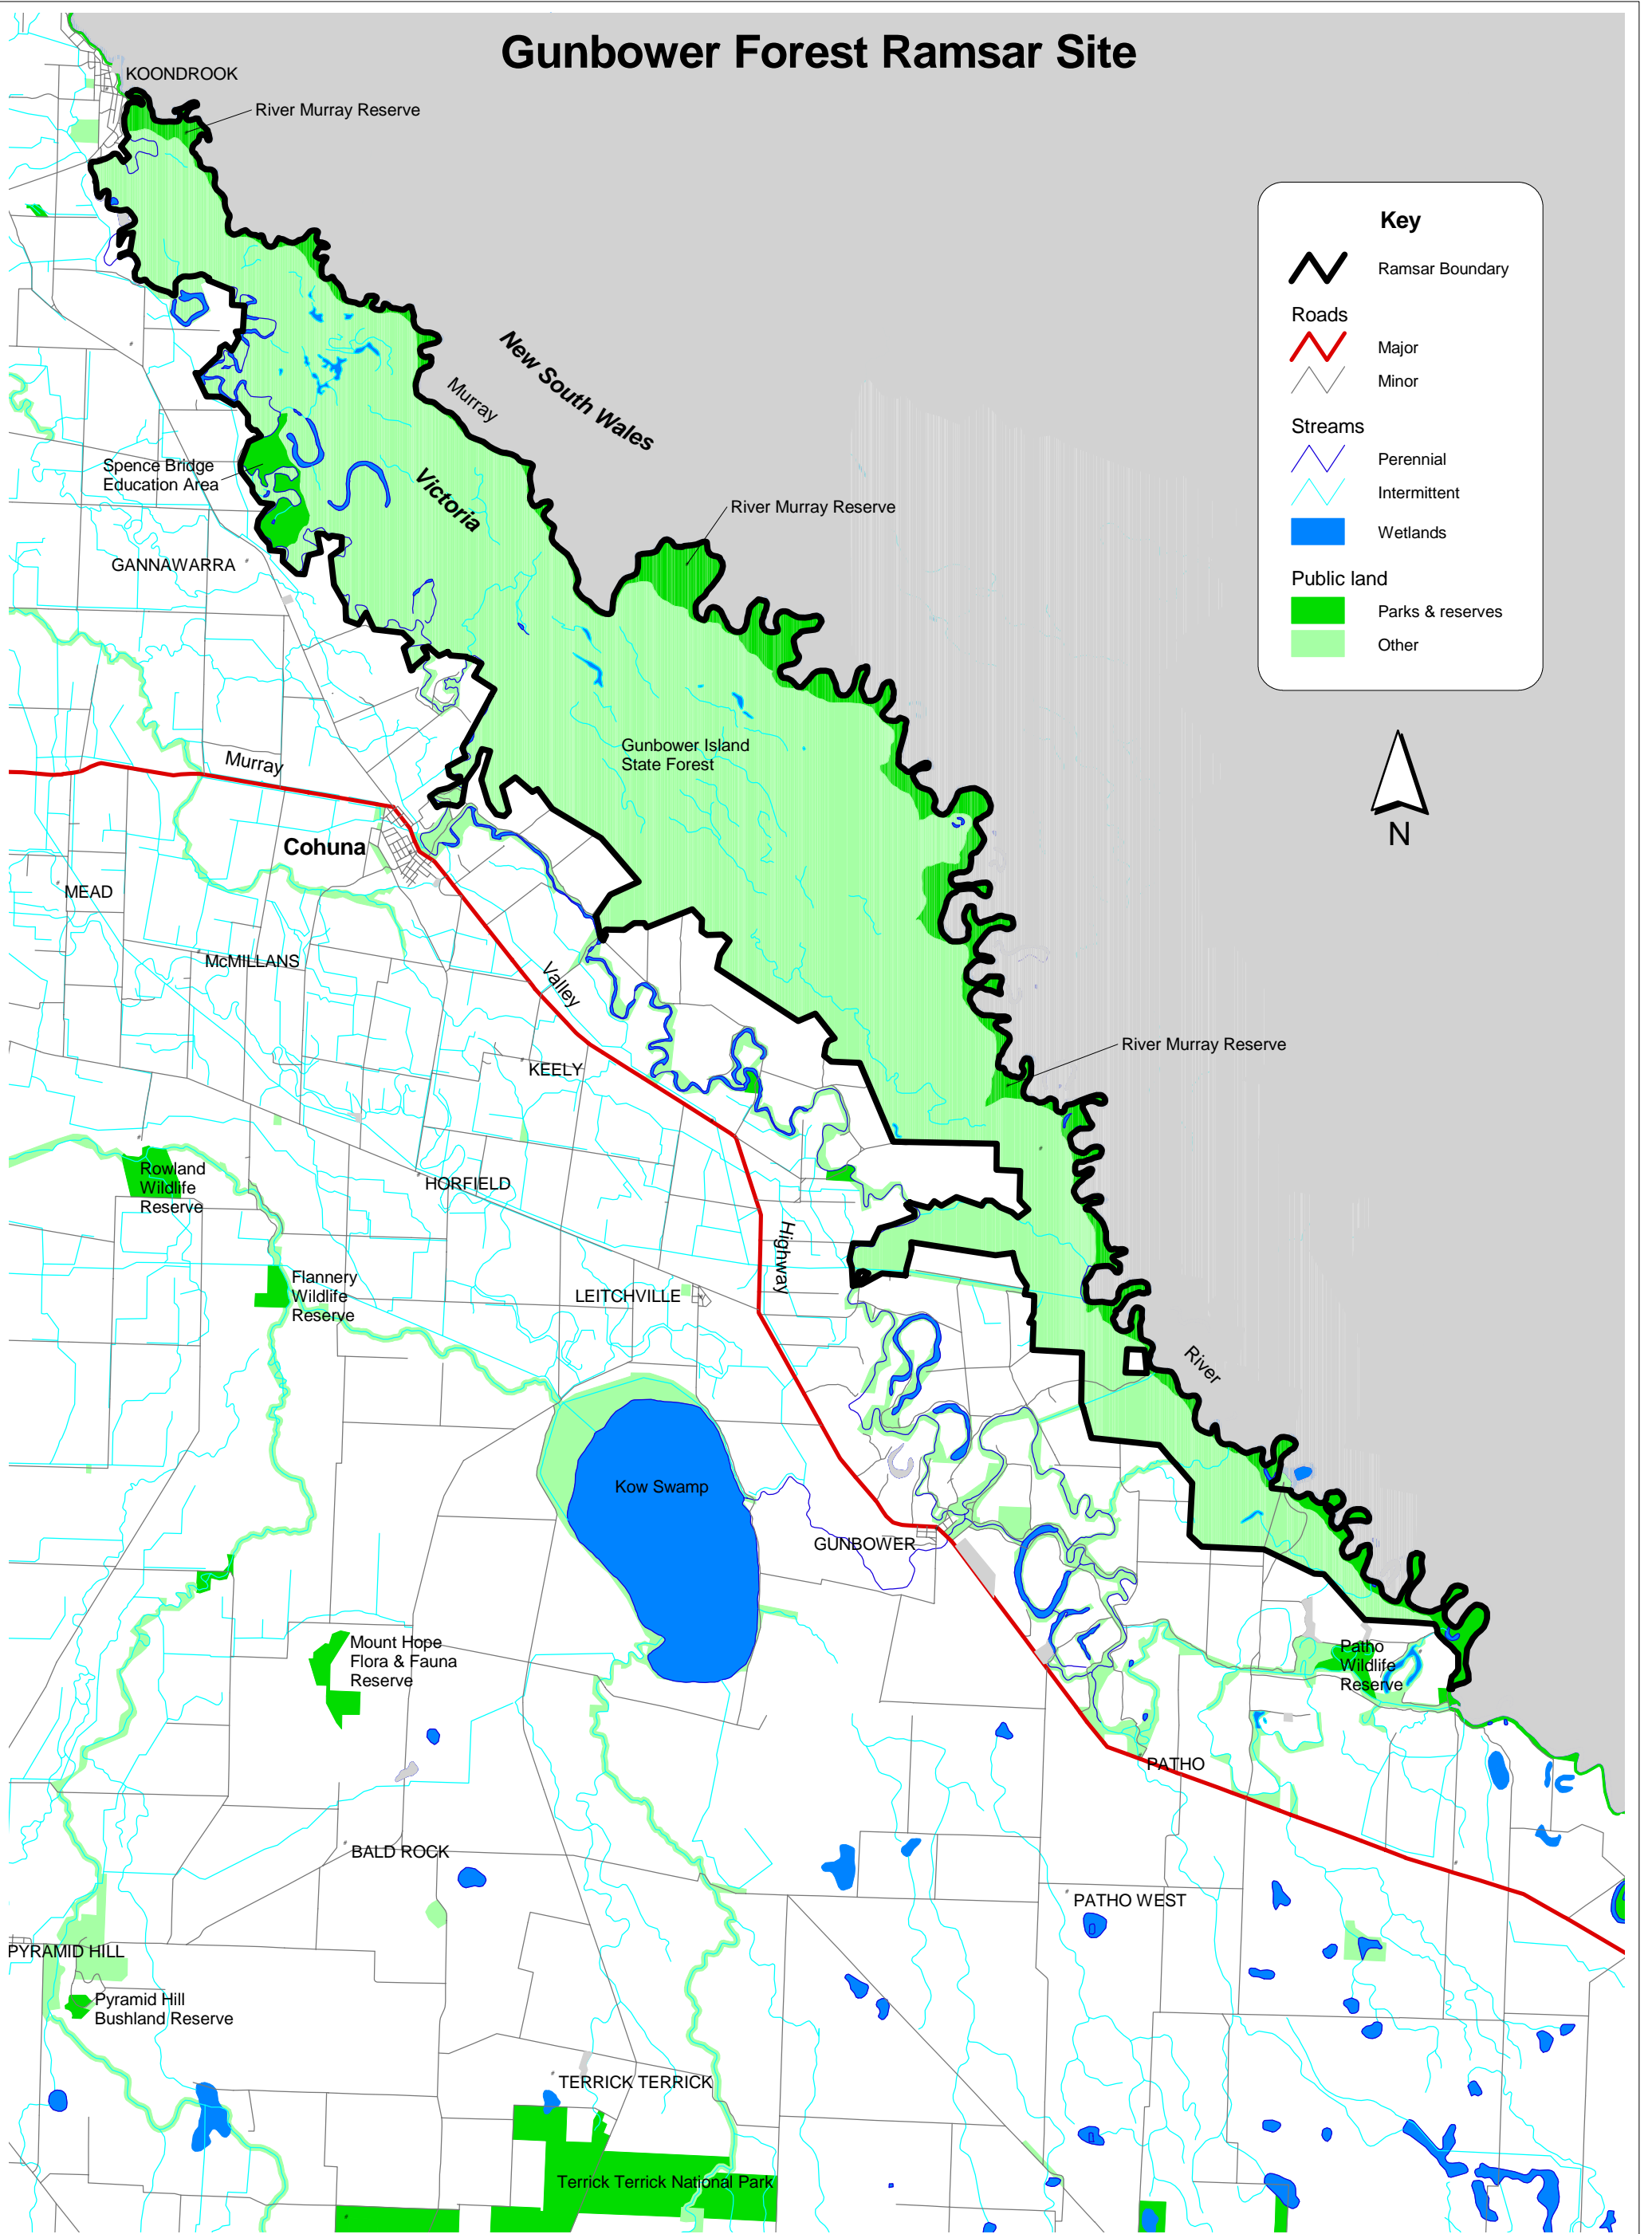 Gunbower Forest Ramsar Site
KOONDROOK
River Murray Reserve
Key
Ramsar Boundary
Roads
Major
Minor
Streams
Perennial
Intermittent
Wetlands
Public land
Parks & reserves
Other
N
New South Wales
Murray
Victoria
Spence Bridge
Education Area
River Murray Reserve
GANNAWARRA
Gunbower Island
State Forest
Murray
Cohuna
MEAD
McMILLANS
Valley
KEELY
River Murray Reserve
Rowland
Wildlife
Reserve
HORFIELD
Highway
Flannery
Wildlife
Reserve
LEITCHVILLE
River
Kow Swamp
GUNBOWER
Mount Hope
Flora & Fauna
Reserve
Patho
Wildlife
Reserve
PATHO
BALD ROCK
PATHO WEST
PYRAMID HILL
Pyramid Hill
Bushland Reserve
TERRICK TERRICK
Terrick Terrick National Park